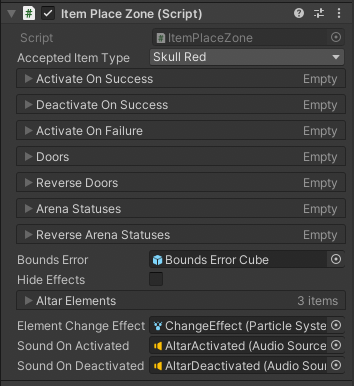 Item Place Zone (Script)
Script ItemPlaceZone
Accepted Item Type Skull Red
Activate On Success Empty
Deactivate On Success Empty
Activate On Failure Empty
Doors Empty
Reverse Doors Empty
Arena Statuses Empty
Reverse Arena Statuses Empty
Bounds Error Bounds Error Cube
Hide Effects
Altar Elements 3 items
Element Change Effect ChangeEffect (Particle Syste
Sound On Activated AltarActivated (Audio Source
Sound On Deactivated AltarDeactivated (Audio Sour